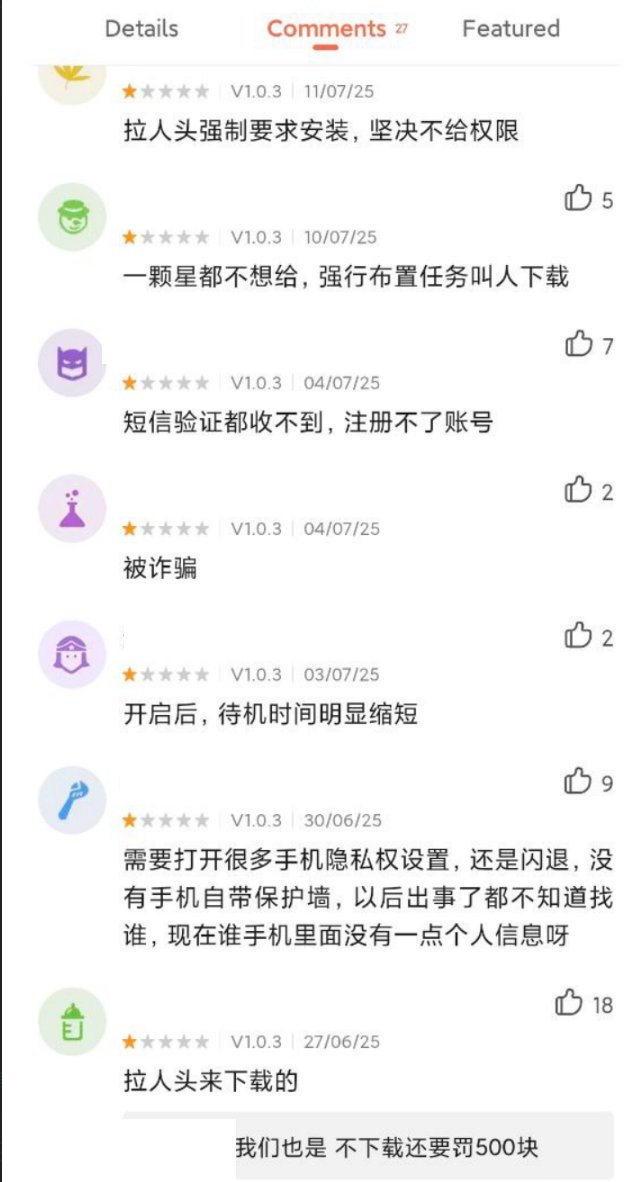 Details Comments 27 Featured
V1.0.3 11/07/25
拉人头强制要求安装，坚决不给权限
5
V1.0.3 10/07/25
一颗星都不想给，强行布置任务叫人下载
7
V1.0.3 04/07/25
短信验证都收不到，注册不了账号
2
V1.0.3 04/07/25
被诈骗
2
V1.0.3 03/07/25
开启后，待机时间明显缩短
9
V1.0.3 30/06/25
需要打开很多手机隐私权设置，还是闪退，没
有手机自带保护墙，以后出事了都不知道找
谁，现在谁手机里面没有一点个人信息呀
18
V1.0.3 27/06/25
拉人头来下载的
我们也是 不下载还要罚500块